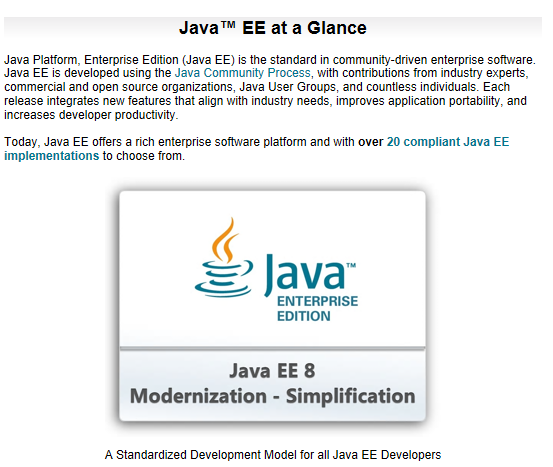 Java™ EE at a Glance
Java Platform, Enterprise Edition (Java EE) is the standard in community-driven enterprise software.
Java EE is developed using the Java Community Process, with contributions from industry experts,
commercial and open source organizations, Java User Groups, and countless individuals. Each
release integrates new features that align with industry needs, improves application portability, and
increases developer productivity.
Today, Java EE offers a rich enterprise software platform and with over 20 compliant Java EE
implementations to choose from.
Java™
ENTERPRISE
EDITION
Java EE 8
Modernization - Simplification
A Standardized Development Model for all Java EE Developers